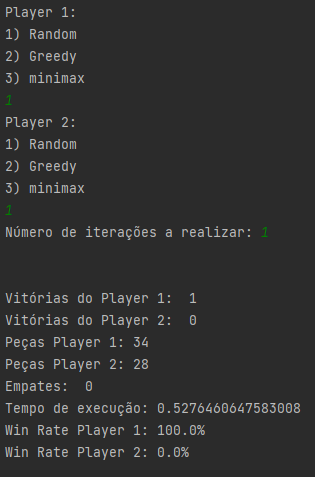 Player 1:
1) Random
2) Greedy
3) minimax
1
Player 2:
1) Random
2) Greedy
3) minimax
1
Número de iterações a realizar: 1
Vitórias do Player 1:  1
Vitórias do Player 2:  0
Peças Player 1: 34
Peças Player 2: 28
Empates:  0
Tempo de execução: 0.5276460647583008
Win Rate Player 1: 100.0%
Win Rate Player 2: 0.0%